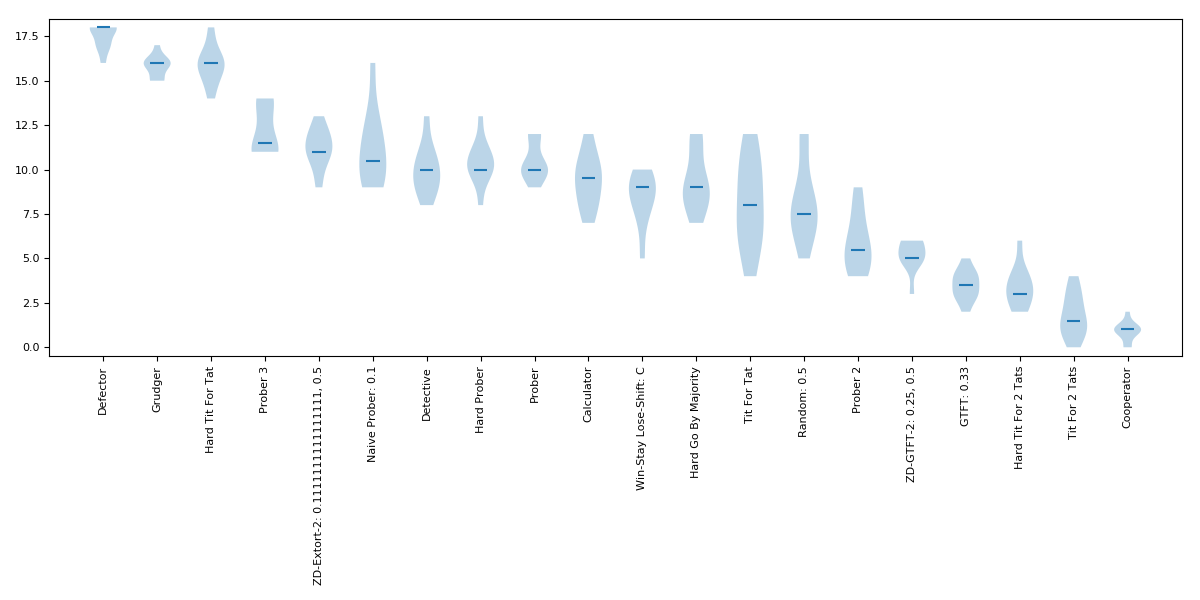 17.5
15.0
12.5
10.0
7.5
5.0
2.5
0.0
Defector
Grudger
Hard Tit For Tat
Prober 3
ZD-Extort-2: 0.1111111111111111, 0.5
Naive Prober: 0.1
Detective
Hard Prober
Prober
Calculator
Win-Stay Lose-Shift: C
Hard Go By Majority
Tit For Tat
Random: 0.5
Prober 2
ZD-GTFT-2: 0.25, 0.5
GTFT: 0.33
Hard Tit For 2 Tats
Tit For 2 Tats
Cooperator